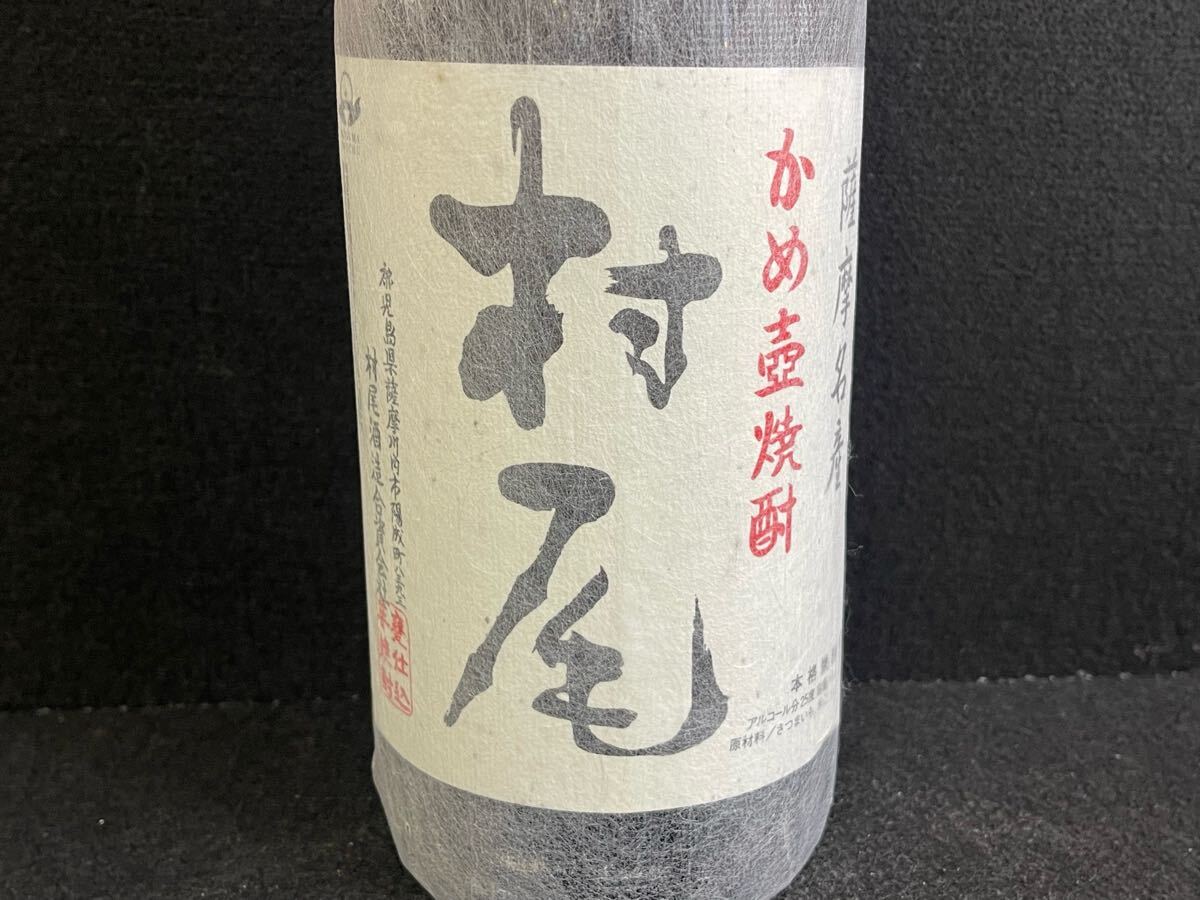 薩摩名産
かめ壺焼酎
村尾
鹿児島県薩摩川内市陽成町
村尾酒造合資会社
甕仕込
本格焼
アルコール分25度
原材料/さつまいも